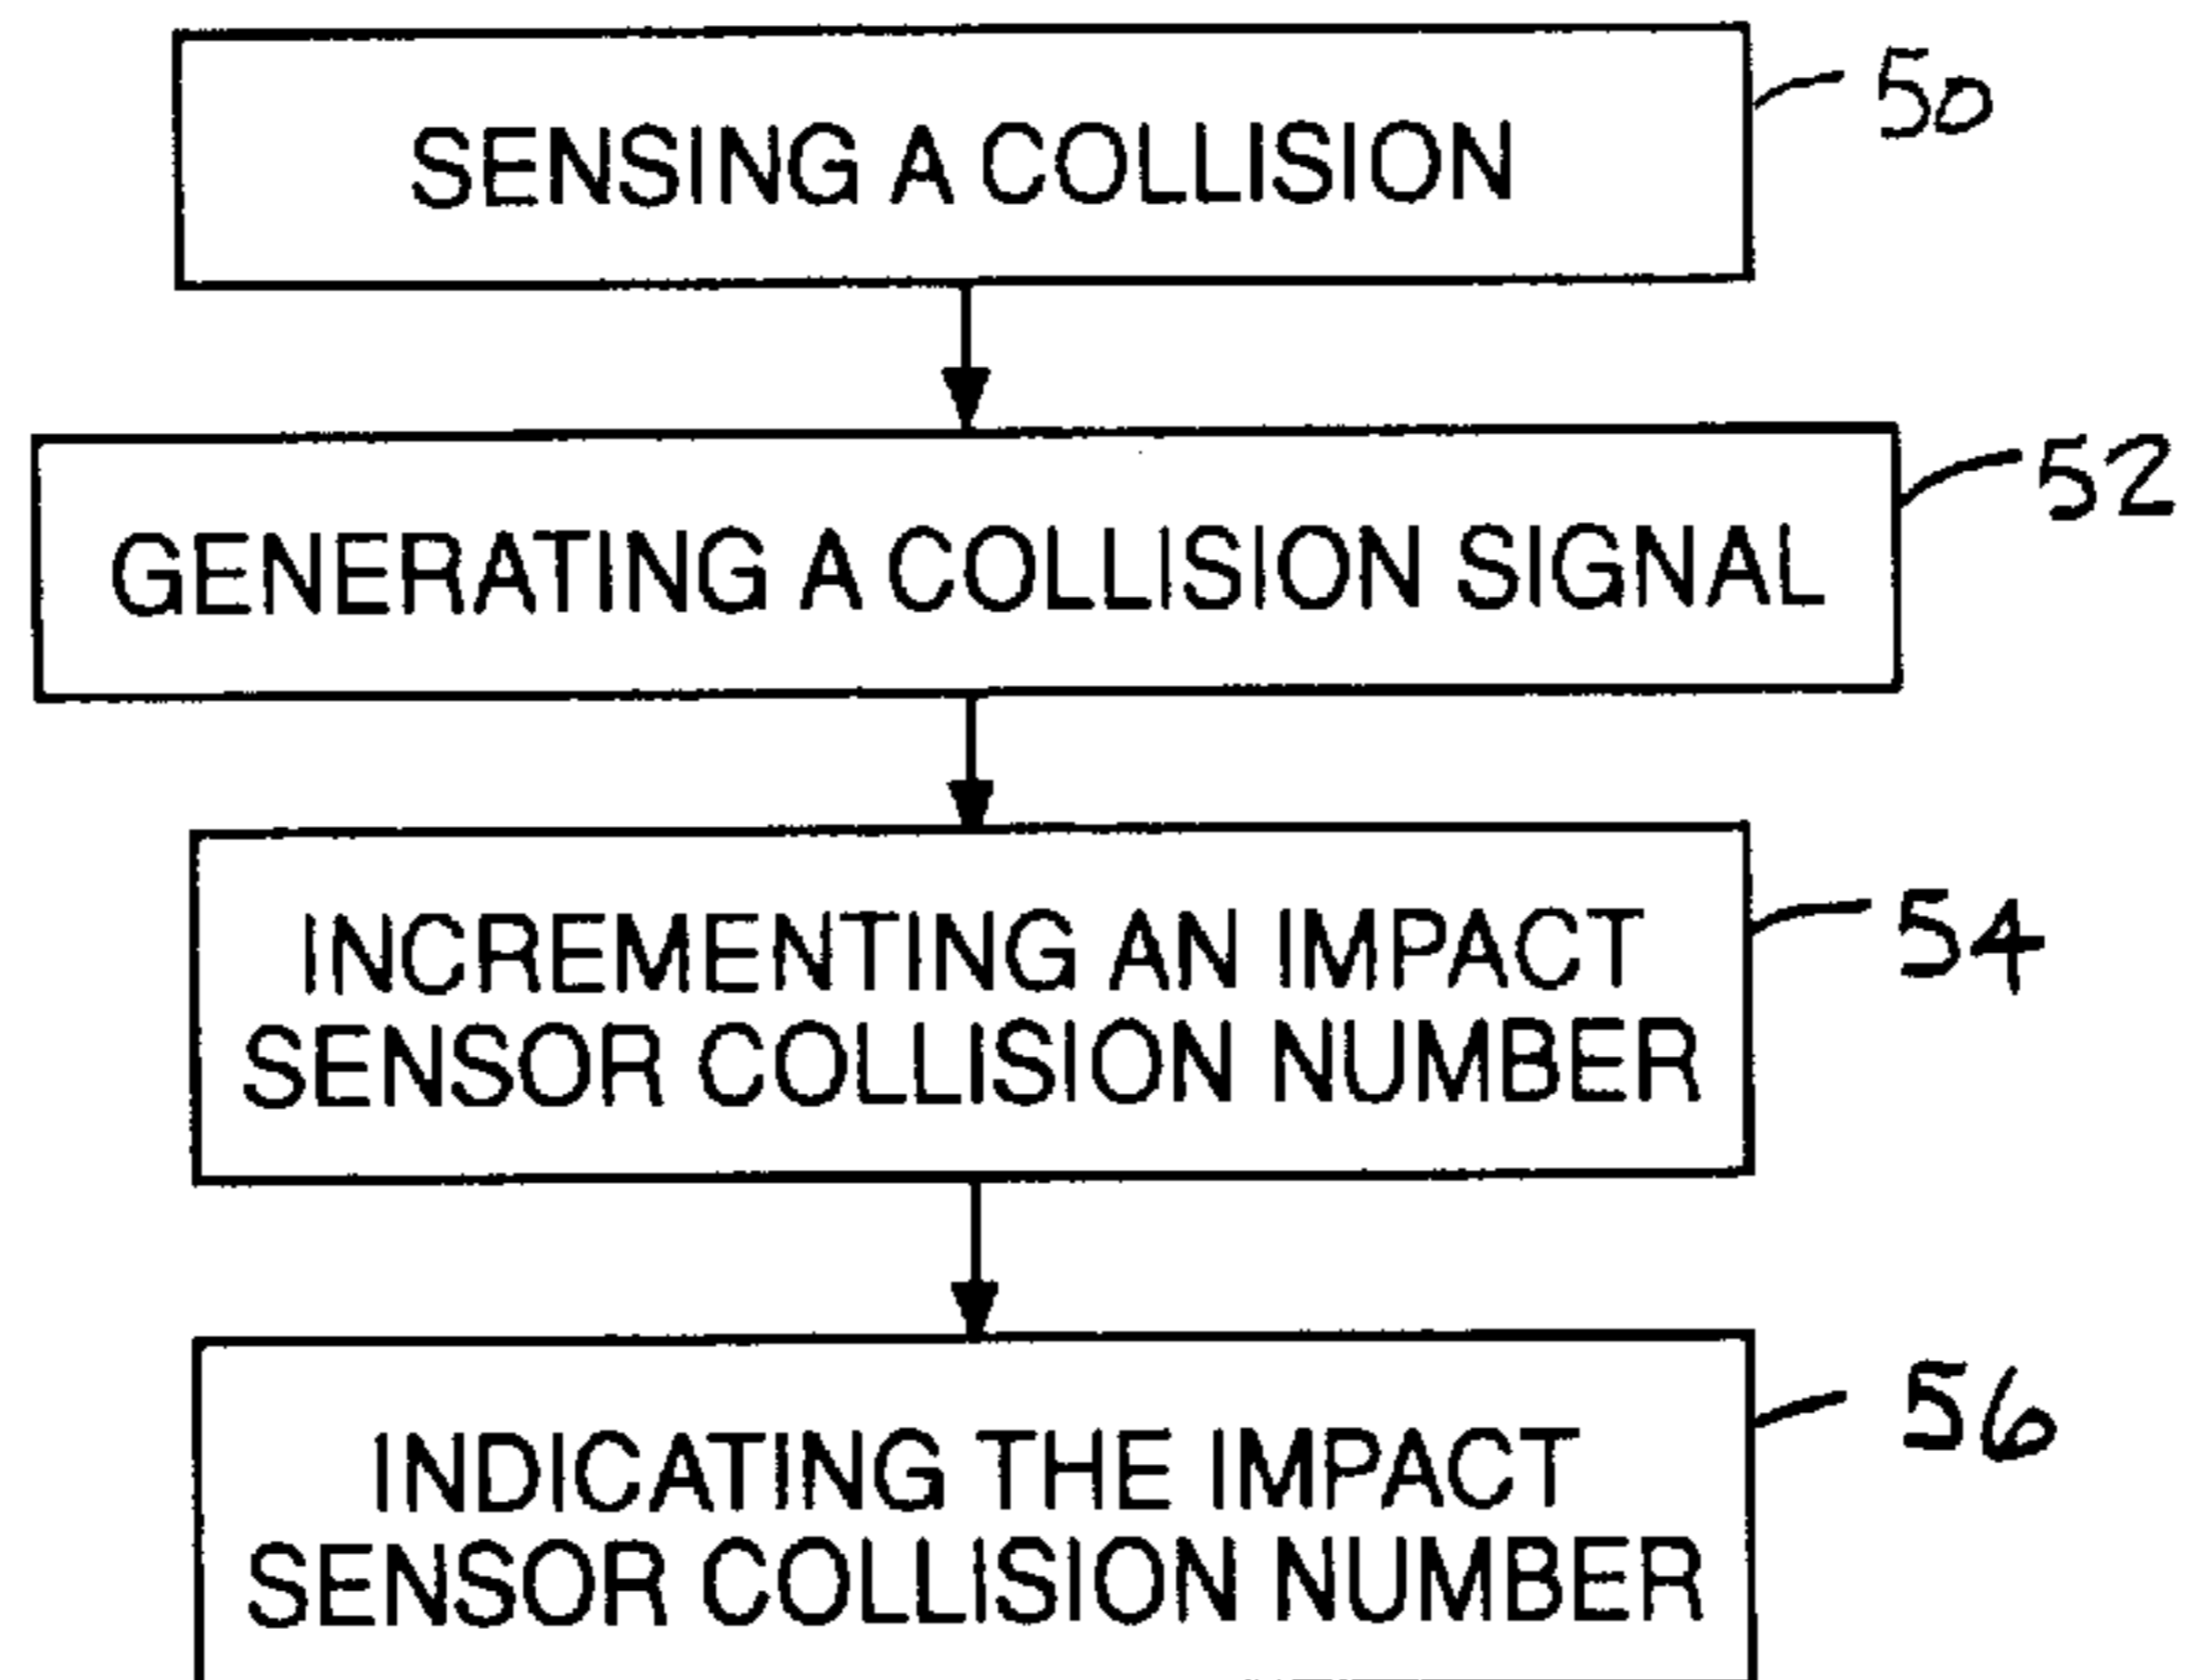 SENSING A COLLISION
50
GENERATING A COLLISION SIGNAL
52
INCREMENTING AN IMPACT
SENSOR COLLISION NUMBER
54
INDICATING THE IMPACT
SENSOR COLLISION NUMBER
56